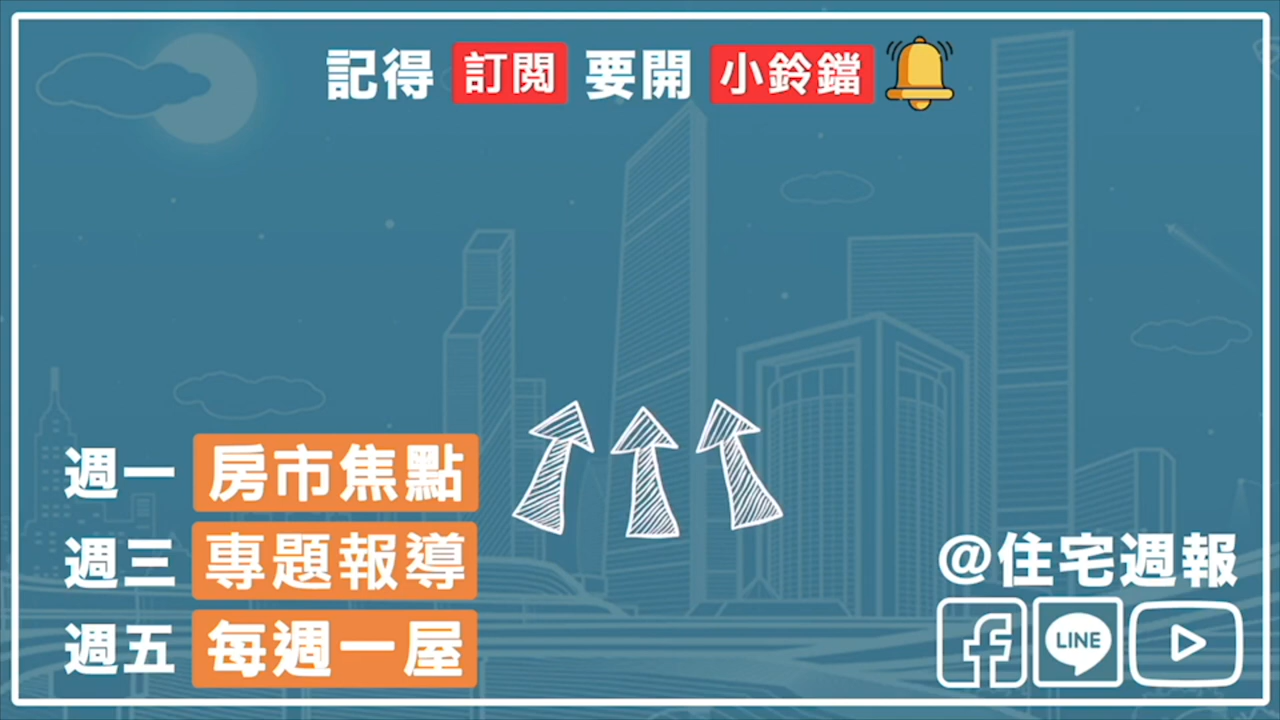 記得 訂閱 要開 小鈴鐺
週一 房市焦點
週三 專題報導
週五 每週一屋
@住宅週報
LINE